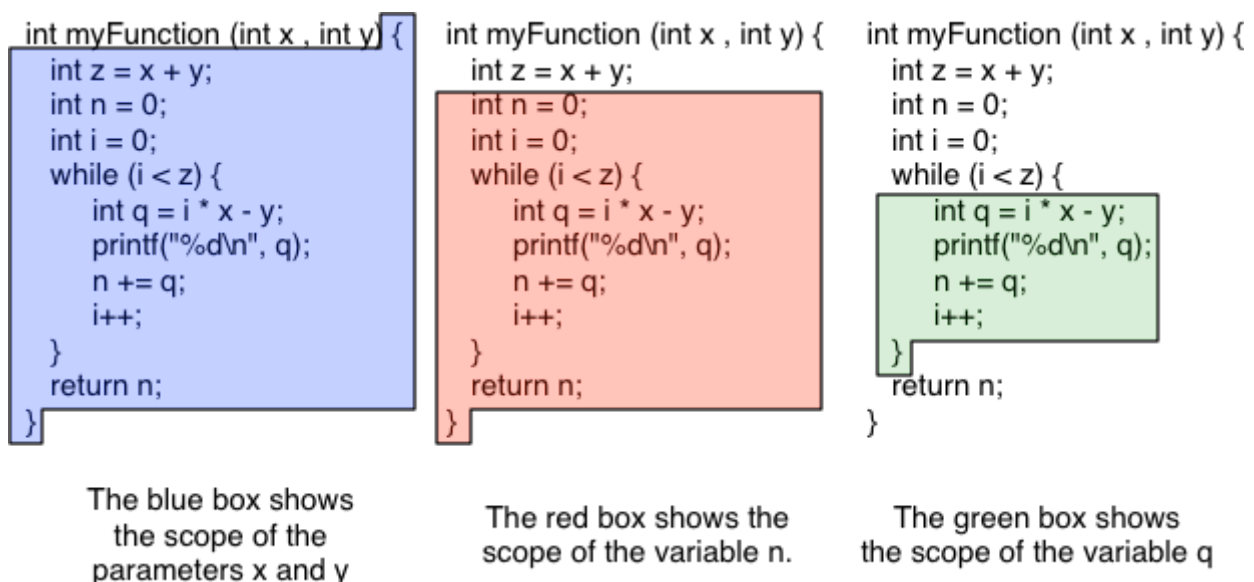 int myFunction (int x , int y) {
int z = x + y;
int n = 0;
int i = 0;
while (i < z) {
int q = i * x - y;
printf("%d\n", q);
n += q;
i++;
}
return n;
}
The blue box shows
the scope of the
parameters x and y
int myFunction (int x , int y) {
int z = x + y;
int n = 0;
int i = 0;
while (i < z) {
int q = i * x - y;
printf("%d\n", q);
n += q;
i++;
}
return n;
}
The red box shows the
scope of the variable n.
int myFunction (int x , int y) {
int z = x + y;
int n = 0;
int i = 0;
while (i < z) {
int q = i * x - y;
printf("%d\n", q);
n += q;
i++;
}
return n;
}
The green box shows
the scope of the variable q